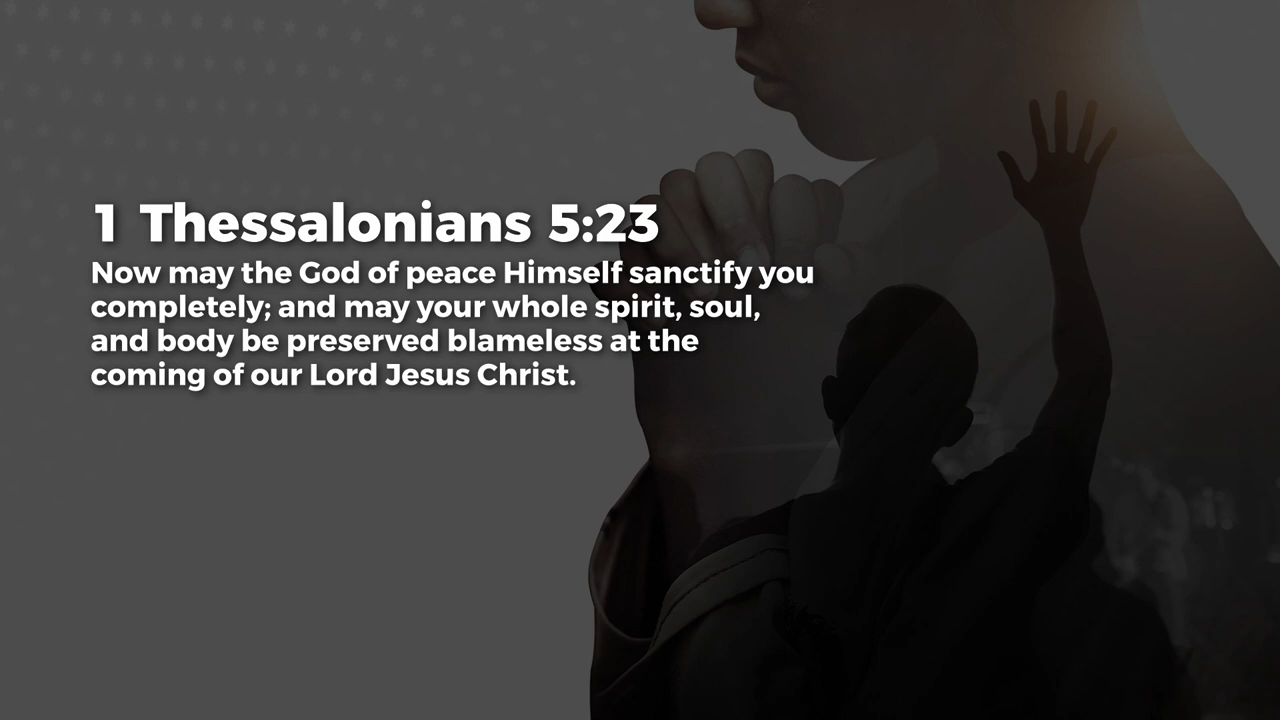 1 Thessalonians 5:23
Now may the God of peace Himself sanctify you
completely; and may your whole spirit, soul,
and body be preserved blameless at the
coming of our Lord Jesus Christ.